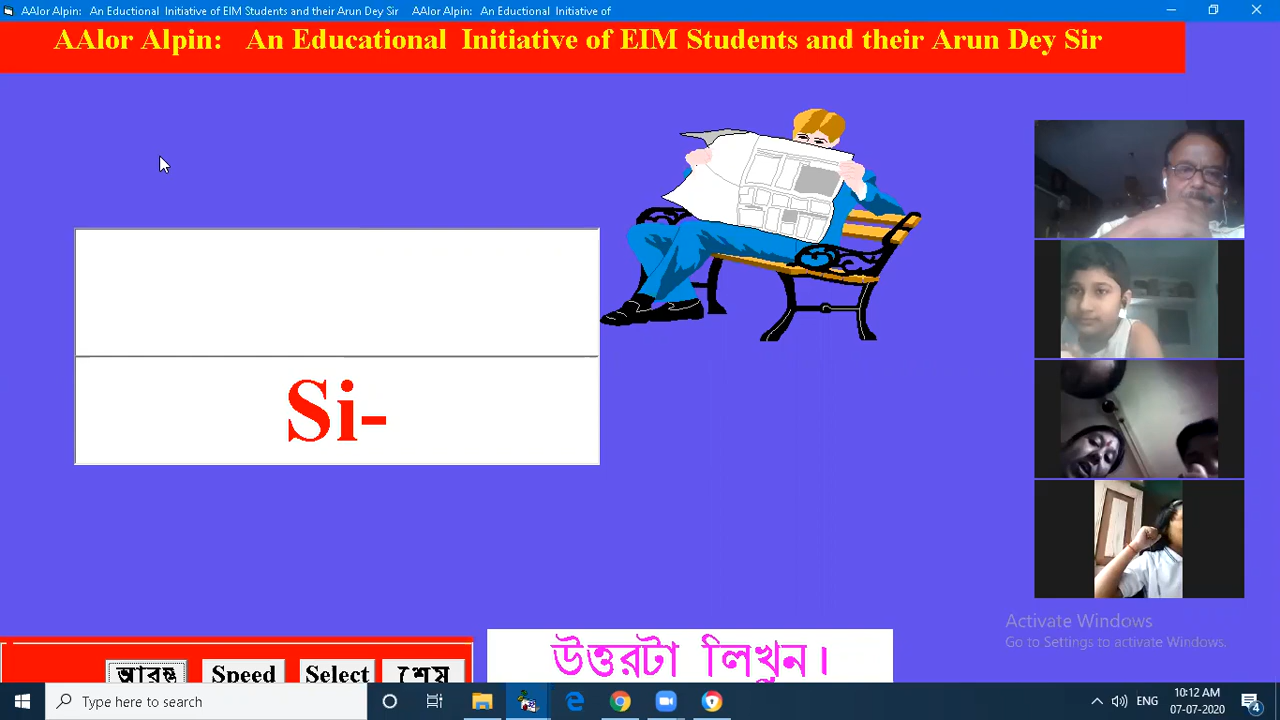 AAlor Alpin: An Eductional Initiative of EIM Students and their Arun Dey Sir AAlor Alpin: An Eductional Initiative of
AAlor Alpin: An Educational Initiative of EIM Students and their Arun Dey Sir
Si-
Activate Windows
Go to Settings to activate Windows.
উত্তরটা লিখুন।
আরম্ভ Speed Select শেষ
Type here to search
ENG
10:12 AM
07-07-2020
4